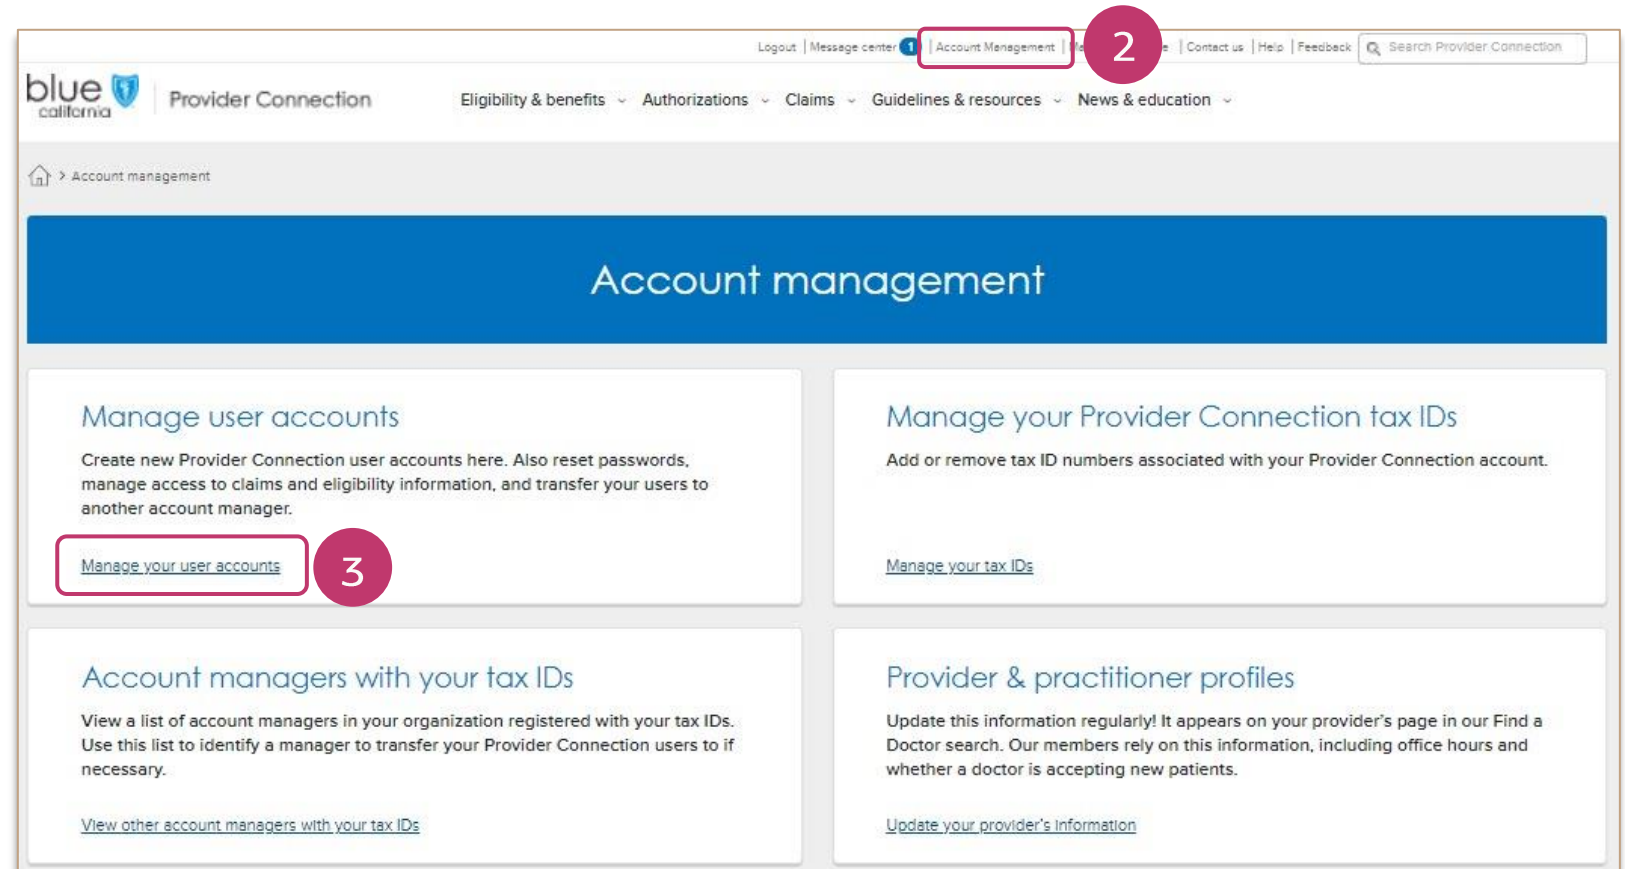 Logout | Message center 1 | Account Management | 2 | Contact us | Help | Feedback Search Provider Connection
blue
california
Provider Connection
Eligibility & benefits Authorizations Claims Guidelines & resources News & education
> Account management
Account management
Manage user accounts
Create new Provider Connection user accounts here. Also reset passwords,
manage access to claims and eligibility information, and transfer your users to
another account manager.
Manage your user accounts
3
Manage your Provider Connection tax IDs
Add or remove tax ID numbers associated with your Provider Connection account.
Manage your tax IDs
Account managers with your tax IDs
View a list of account managers in your organization registered with your tax IDs.
Use this list to identify a manager to transfer your Provider Connection users to if
necessary.
View other account managers with your tax IDs
Provider & practitioner profiles
Update this information regularly! It appears on your provider's page in our Find a
Doctor search. Our members rely on this information, including office hours and
whether a doctor is accepting new patients.
Update your provider's information